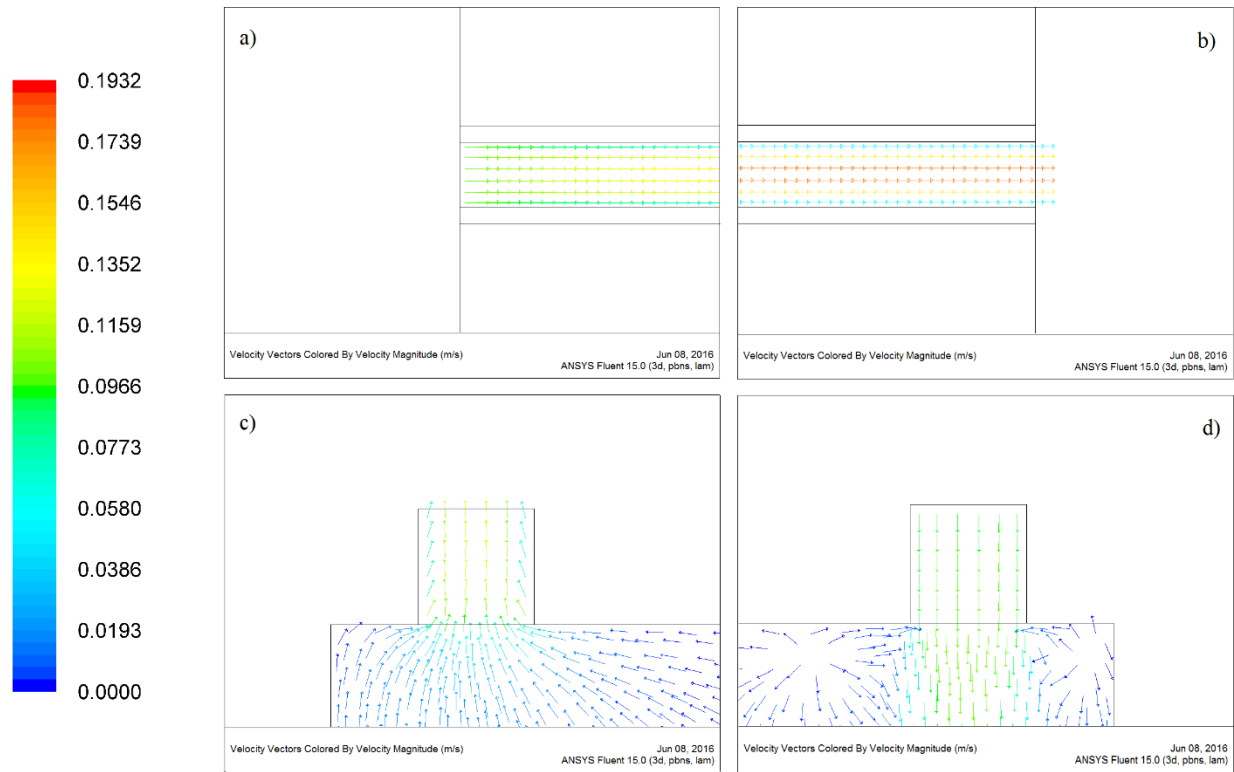 0.1932
0.1739
0.1546
0.1352
0.1159
0.0966
0.0773
0.0580
0.0386
0.0193
0.0000
a)
Velocity Vectors Colored By Velocity Magnitude (m/s)
Jun 08, 2016
ANSYS Fluent 15.0 (3d, pbns, lam)
b)
Velocity Vectors Colored By Velocity Magnitude (m/s)
Jun 08, 2016
ANSYS Fluent 15.0 (3d, pbns, lam)
c)
Velocity Vectors Colored By Velocity Magnitude (m/s)
Jun 08, 2016
ANSYS Fluent 15.0 (3d, pbns, lam)
d)
Velocity Vectors Colored By Velocity Magnitude (m/s)
Jun 08, 2016
ANSYS Fluent 15.0 (3d, pbns, lam)